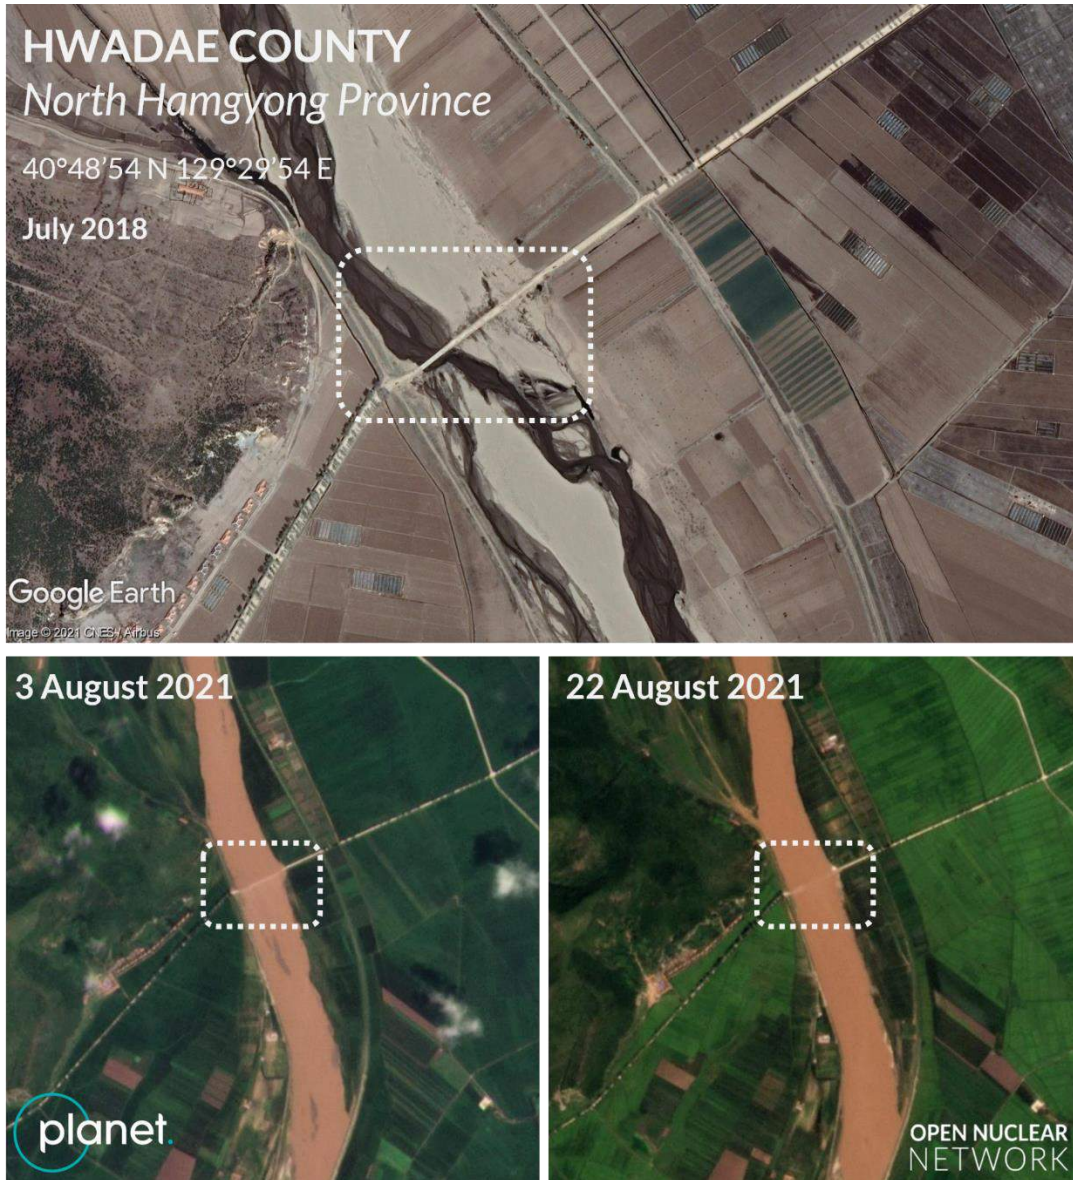 HWADAE COUNTY
North Hamgyong Province
40°48'54 N 129°29'54 E
July 2018
Google Earth
Image © 2021 CNES / Airbus
3 August 2021
22 August 2021
planet.
OPEN NUCLEAR
NETWORK